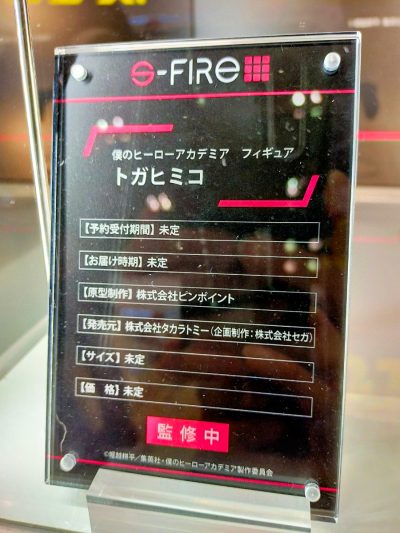 S-FIRE
僕のヒーローアカデミア フィギュア
トガヒミコ
【予約受付期間】未定
【お届け時期】未定
【原型制作】株式会社ピンポイント
【発売元】株式会社タカラトミー(企画制作:株式会社セガ)
【サイズ】未定
【価 格】未定
監修中
©堀越耕平/集英社・僕のヒーローアカデミア製作委員会